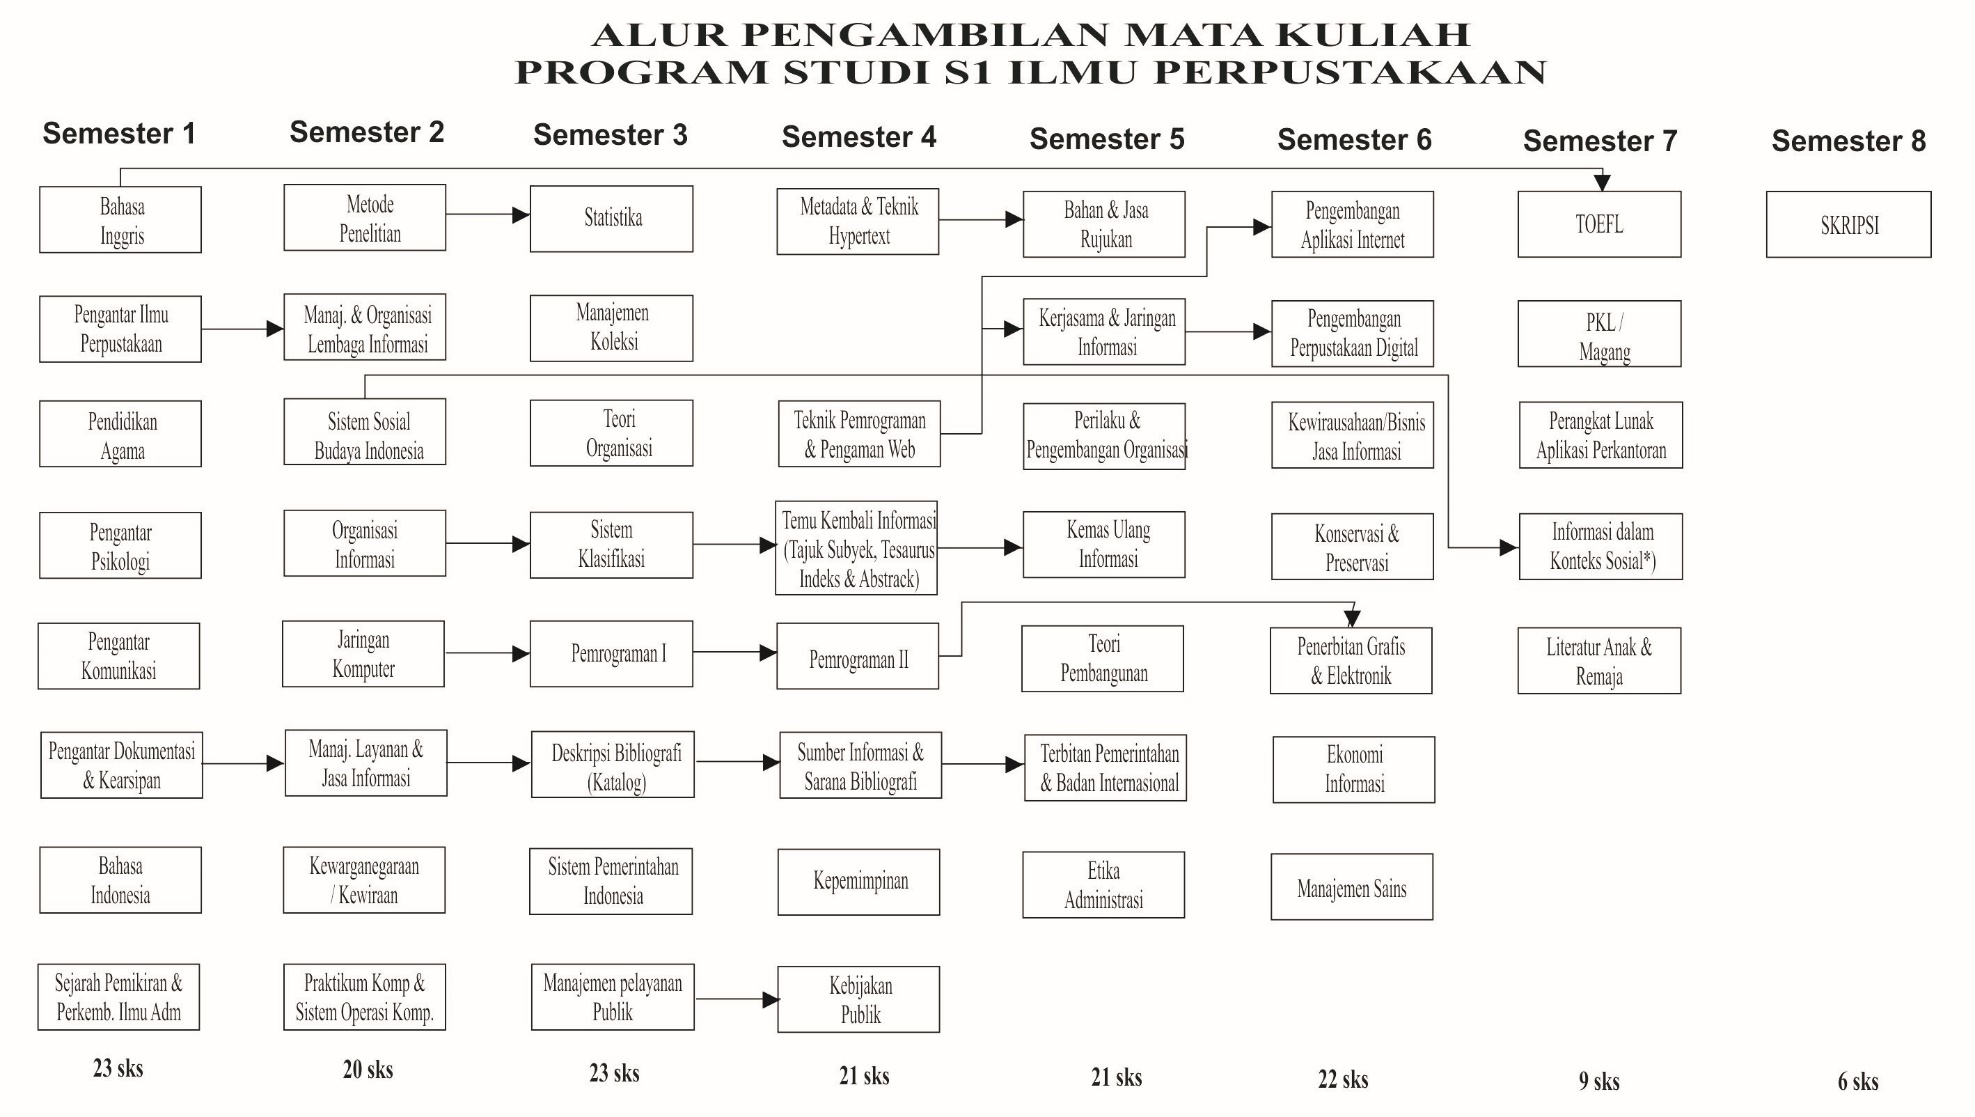 ALUR PENGAMBILAN MATA KULIAH
PROGRAM STUDI S1 ILMU PERPUSTAKAAN
Semester 1
Semester 2
Semester 3
Semester 4
Semester 5
Semester 6
Semester 7
Semester 8
Bahasa
Inggris
Metode
Penelitian
Statistika
Metadata & Teknik
Hypertext
Bahan & Jasa
Rujukan
Pengembangan
Aplikasi Internet
TOEFL
SKRIPSI
Pengantar Ilmu
Perpustakaan
Manaj. & Organisasi
Lembaga Informasi
Manajemen
Koleksi
Kerjasama & Jaringan
Informasi
Pengembangan
Perpustakaan Digital
PKL /
Magang
Pendidikan
Agama
Sistem Sosial
Budaya Indonesia
Teori
Organisasi
Teknik Pemrograman
& Pengaman Web
Perilaku &
Pengembangan Organisasi
Kewirausahaan/Bisnis
Jasa Informasi
Perangkat Lunak
Aplikasi Perkantoran
Pengantar
Psikologi
Organisasi
Informasi
Sistem
Klasifikasi
Temu Kembali Informasi
(Tajuk Subyek, Tesaurus
Indeks & Abstrack)
Kemas Ulang
Informasi
Konservasi &
Preservasi
Informasi dalam
Konteks Sosial*)
Pengantar
Komunikasi
Jaringan
Komputer
Pemrograman I
Pemrograman II
Teori
Pembangunan
Penerbitan Grafis
& Elektronik
Literatur Anak &
Remaja
Pengantar Dokumentasi
& Kearsipan
Manaj. Layanan &
Jasa Informasi
Deskripsi Bibliografi
(Katalog)
Sumber Informasi &
Sarana Bibliografi
Terbitan Pemerintahan
& Badan Internasional
Ekonomi
Informasi
Bahasa
Indonesia
Kewarganegaraan
/ Kewiraan
Sistem Pemerintahan
Indonesia
Kepemimpinan
Etika
Administrasi
Manajemen Sains
Sejarah Pemikiran &
Perkemb. Ilmu Adm
Praktikum Komp &
Sistem Operasi Komp.
Manajemen pelayanan
Publik
Kebijakan
Publik
23 sks
20 sks
23 sks
21 sks
21 sks
22 sks
9 sks
6 sks